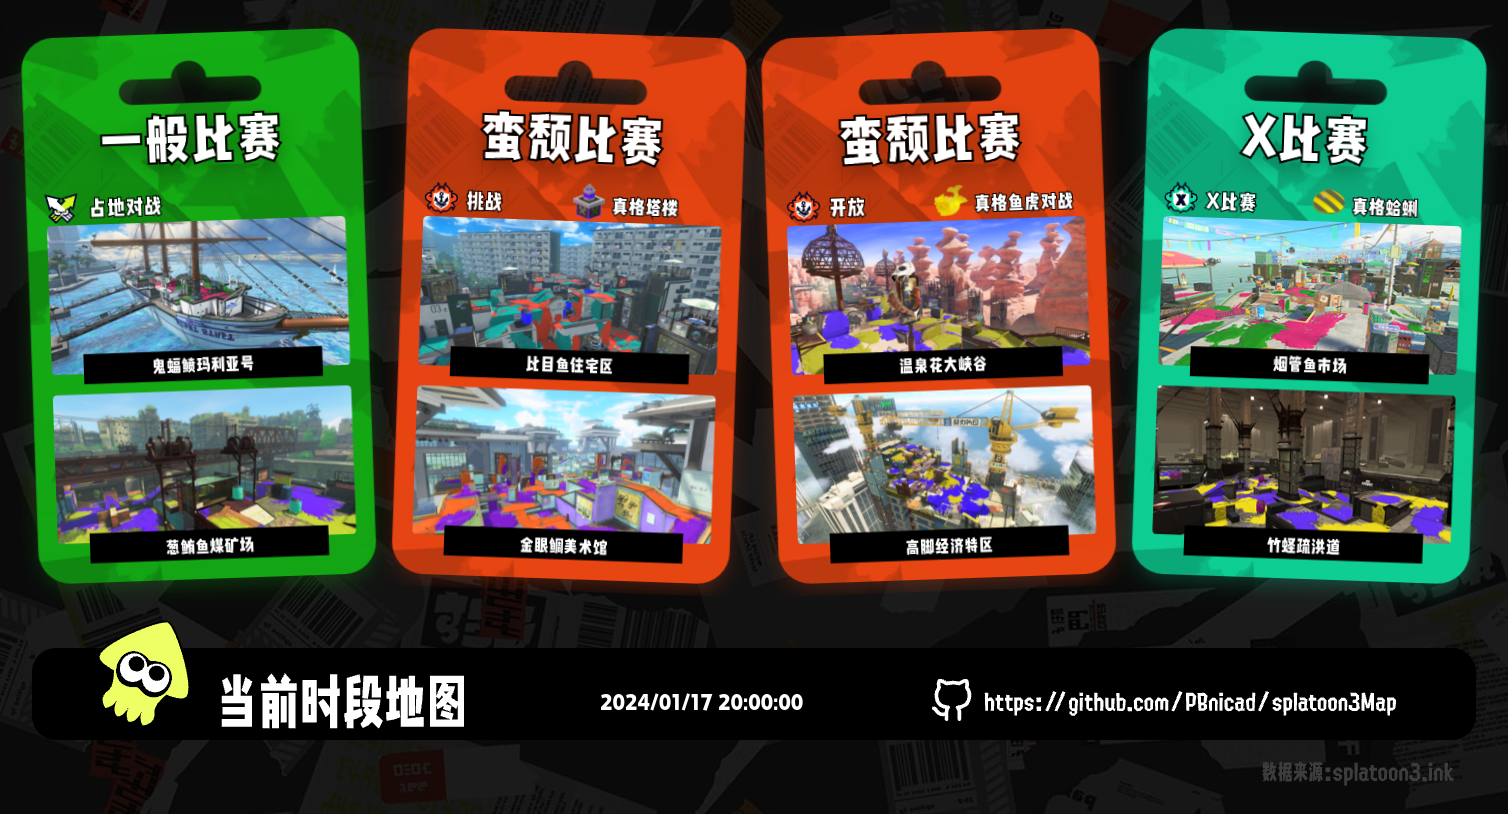 一般比赛
占地对战
鬼蝠鲼玛利亚号
葱鲔鱼煤矿场
蛮颓比赛
挑战
真格塔楼
比目鱼住宅区
金眼鲷美术馆
蛮颓比赛
开放
真格鱼虎对战
温泉花大峡谷
高脚经济特区
X比赛
X比赛
真格蛤蜊
烟管鱼市场
竹蛏疏洪道
当前时段地图
2024/01/17 20:00:00
https://github.com/PBnicad/splatoon3Map
数据来源:splatoon3.ink